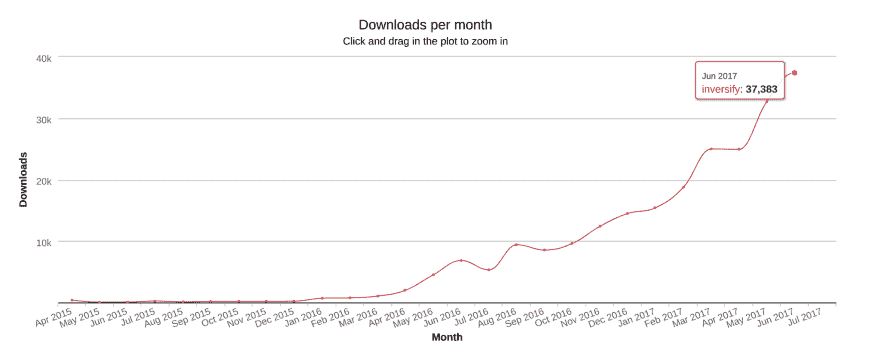 Downloads per month
Click and drag in the plot to zoom in
40k
Jun 2017
inversify: 37,383
30k
20k
10k
Downloads
Apr 2015 May 2015 Jun 2015 Jul 2015 Aug 2015 Sep 2015 Oct 2015 Nov 2015 Dec 2015 Jan 2016 Feb 2016 Mar 2016 Apr 2016 May 2016 Jun 2016 Jul 2016 Aug 2016 Sep 2016 Oct 2016 Nov 2016 Dec 2016 Jan 2017 Feb 2017 Mar 2017 Apr 2017 May 2017 Jun 2017 Jul 2017
Month